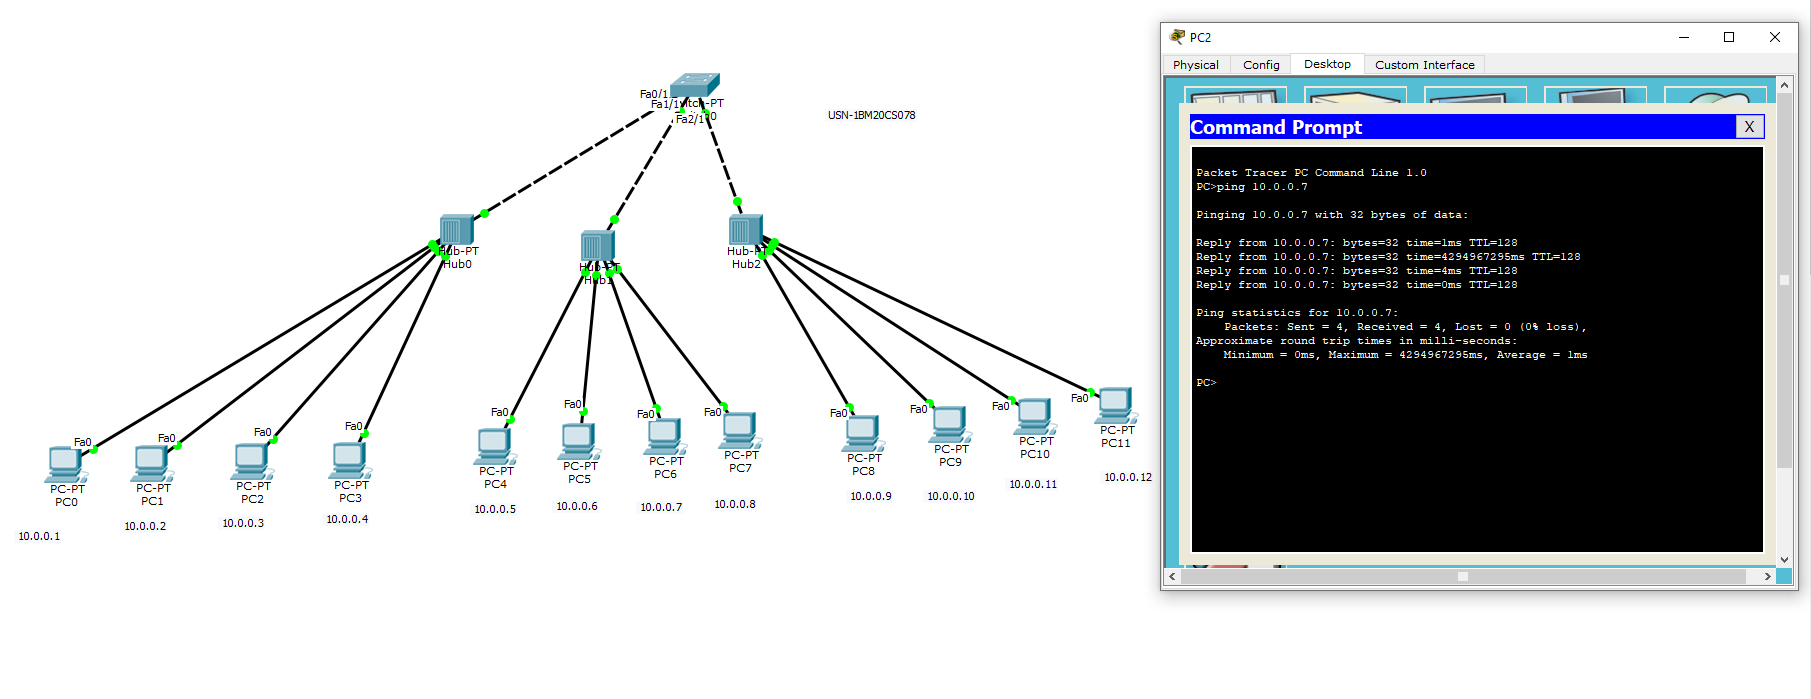 Fa0/1
Fa1/1
itch-PT
Fa2/1
0
USN-1BM20CS078
Hub-PT
Hub0
Hub-PT
Hub1
Hub-PT
Hub2
Fa0
Fa0
Fa0
Fa0
Fa0
Fa0
Fa0
Fa0
Fa0
Fa0
Fa0
Fa0
PC-PT
PC0
PC-PT
PC1
PC-PT
PC2
PC-PT
PC3
PC-PT
PC4
PC-PT
PC5
PC-PT
PC6
PC-PT
PC7
PC-PT
PC8
PC-PT
PC9
PC-PT
PC10
PC-PT
PC11
10.0.0.1
10.0.0.2
10.0.0.3
10.0.0.4
10.0.0.5
10.0.0.6
10.0.0.7
10.0.0.8
10.0.0.9
10.0.0.10
10.0.0.11
10.0.0.12
PC2
Physical Config Desktop Custom Interface
Command Prompt X
Packet Tracer PC Command Line 1.0
PC>ping 10.0.0.7
Pinging 10.0.0.7 with 32 bytes of data:
Reply from 10.0.0.7: bytes=32 time=1ms TTL=128
Reply from 10.0.0.7: bytes=32 time=4294967295ms TTL=128
Reply from 10.0.0.7: bytes=32 time=4ms TTL=128
Reply from 10.0.0.7: bytes=32 time=0ms TTL=128
Ping statistics for 10.0.0.7:
Packets: Sent = 4, Received = 4, Lost = 0 (0% loss),
Approximate round trip times in milli-seconds:
Minimum = 0ms, Maximum = 4294967295ms, Average = 1ms
PC>